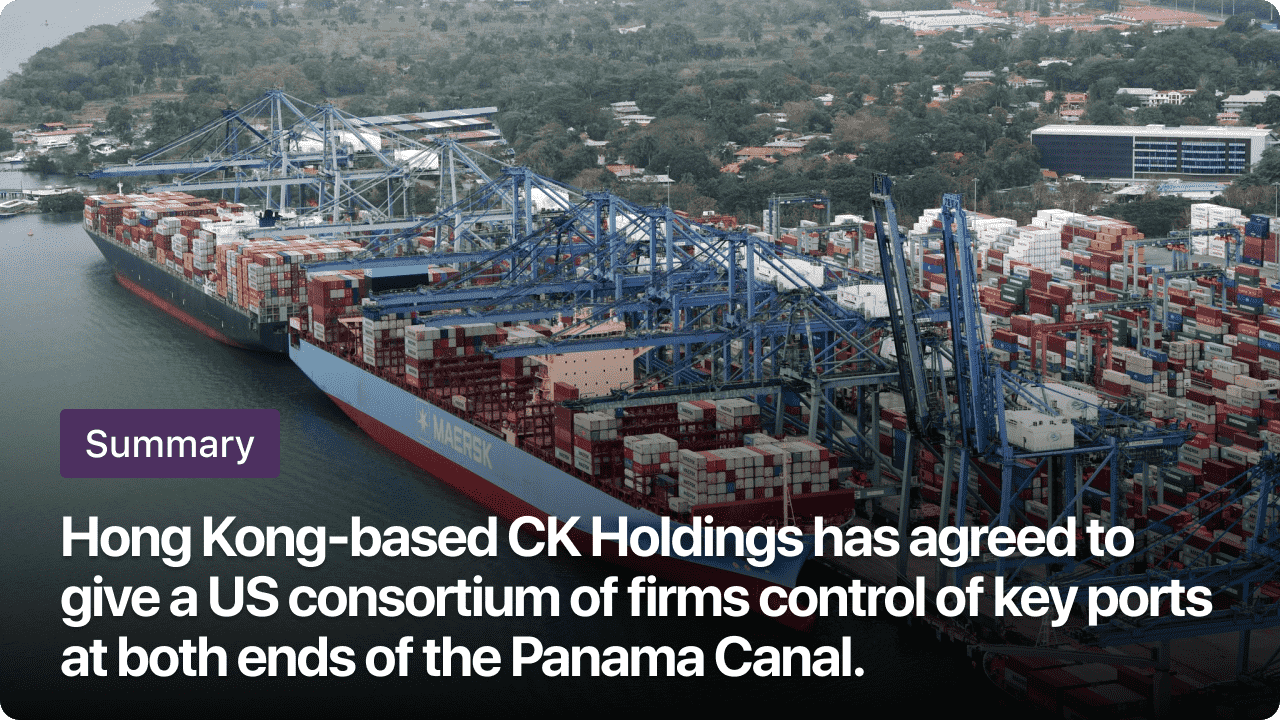 MAERSK
Summary
Hong Kong-based CK Holdings has agreed to
give a US consortium of firms control of key ports
at both ends of the Panama Canal.